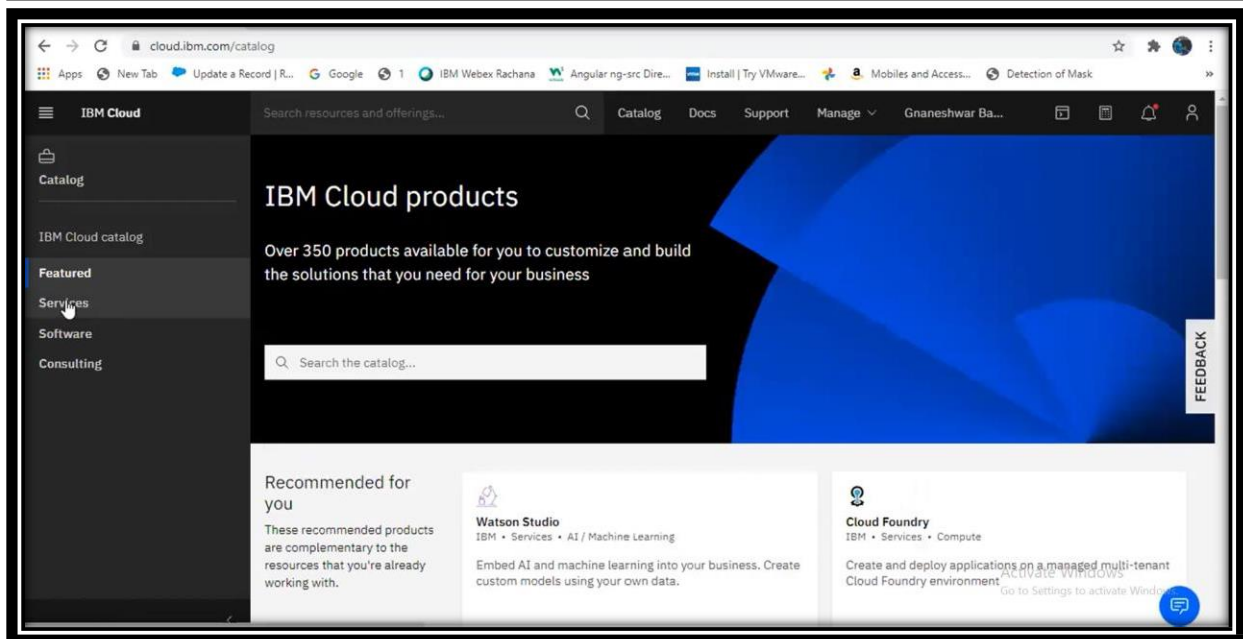 cloud.ibm.com/catalog
Apps New Tab Update a Record | R... Google 1 IBM Webex Rachana Angular ng-src Dire... Install | Try VMware... Mobiles and Access... Detection of Mask »
IBM Cloud Search resources and offerings... Catalog Docs Support Manage Gnaneshwar Ba...
Catalog
IBM Cloud catalog
Featured
Services
Software
Consulting
IBM Cloud products
Over 350 products available for you to customize and build
the solutions that you need for your business
Search the catalog...
FEEDBACK
Recommended for
you
These recommended products
are complementary to the
resources that you're already
working with.
Watson Studio
IBM • Services • AI / Machine Learning
Embed AI and machine learning into your business. Create
custom models using your own data.
Cloud Foundry
IBM • Services • Compute
Create and deploy applications on a managed multi-tenant
Cloud Foundry environment
Activate Windows
Go to Settings to activate Windows.